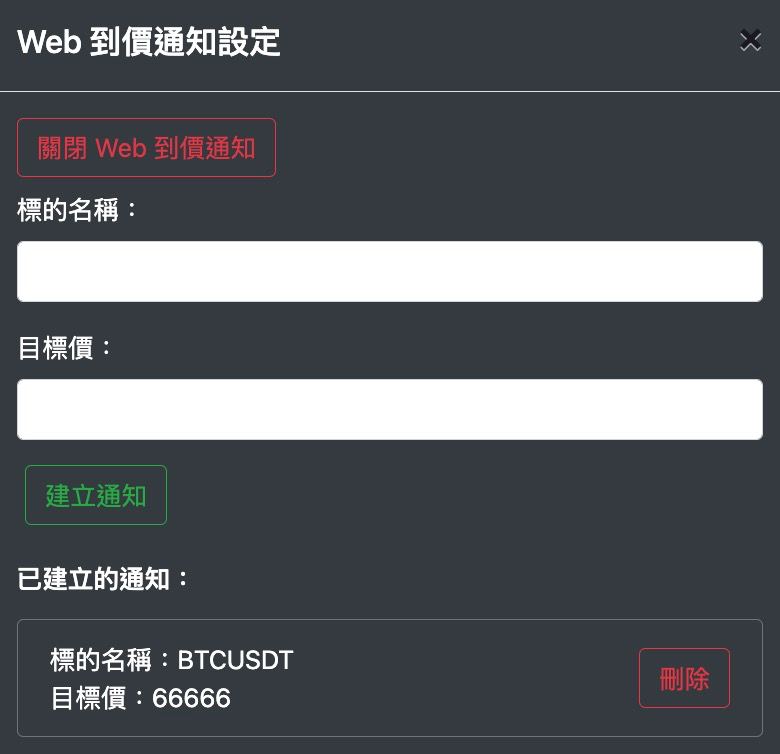 Web 到價通知設定
關閉 Web 到價通知
標的名稱：
目標價：
建立通知
已建立的通知：
標的名稱：BTCUSDT
目標價：66666
刪除